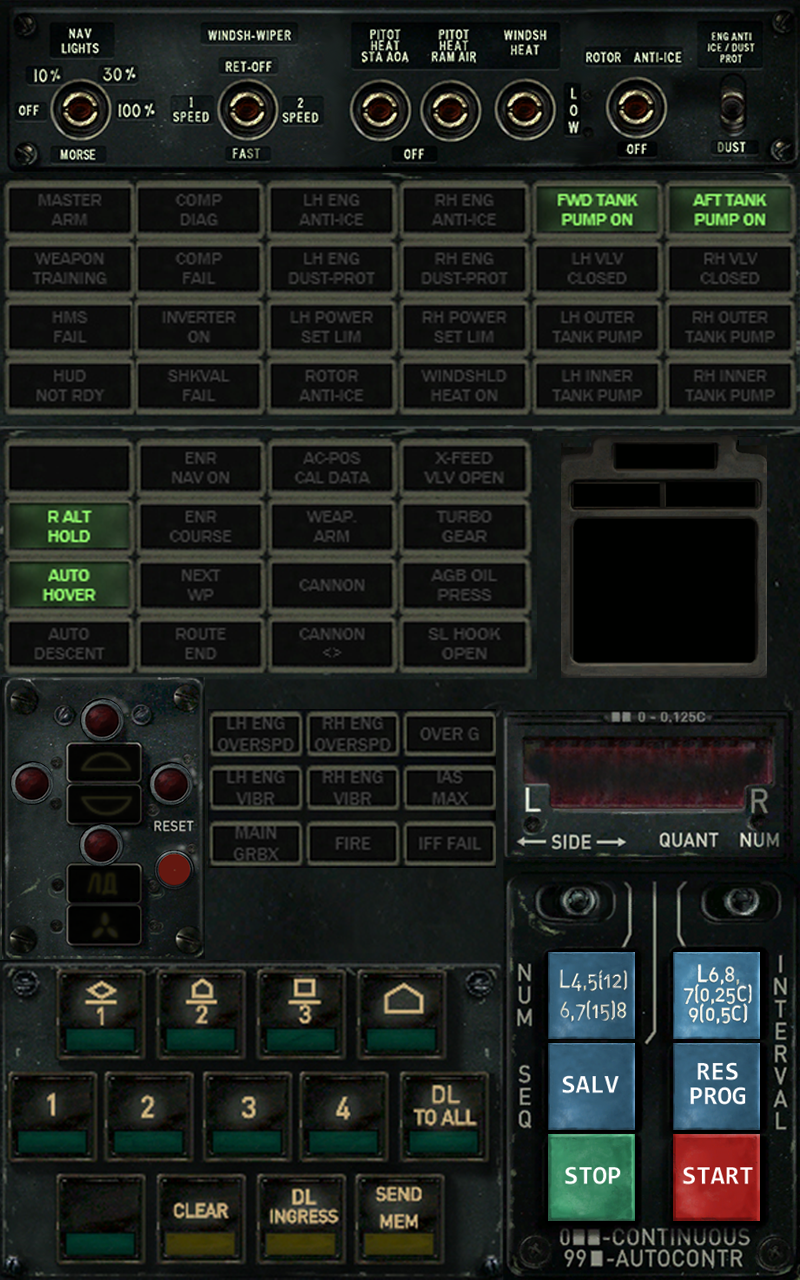 NAV
LIGHTS
10% 30%
OFF 100%
MORSE
WINDSH-WIPER
RET-OFF
1
SPEED
2
SPEED
FAST
PITOT
HEAT
STA AOA
PITOT
HEAT
RAM AIR
WINDSH
HEAT
OFF
L
O
W
ROTOR ANTI-ICE
OFF
ENG ANTI
ICE / DUST
PROT
DUST
MASTER
ARM
COMP
DIAG
LH ENG
ANTI-ICE
RH ENG
ANTI-ICE
FWD TANK
PUMP ON
AFT TANK
PUMP ON
WEAPON
TRAINING
COMP
FAIL
LH ENG
DUST-PROT
RH ENG
DUST-PROT
LH VLV
CLOSED
RH VLV
CLOSED
HMS
FAIL
INVERTER
ON
LH POWER
SET LIM
RH POWER
SET LIM
LH OUTER
TANK PUMP
RH OUTER
TANK PUMP
HUD
NOT RDY
SHKVAL
FAIL
ROTOR
ANTI-ICE
WINDSHLD
HEAT ON
LH INNER
TANK PUMP
RH INNER
TANK PUMP
ENR
NAV ON
AC-POS
CAL DATA
X-FEED
VLV OPEN
R ALT
HOLD
ENR
COURSE
WEAP.
ARM
TURBO
GEAR
AUTO
HOVER
NEXT
WP
CANNON
AGB OIL
PRESS
AUTO
DESCENT
ROUTE
END
CANNON
<>
SL HOOK
OPEN
RESET
ЛД
LH ENG
OVERSPD
RH ENG
OVERSPD
OVER G
LH ENG
VIBR
RH ENG
VIBR
IAS
MAX
MAIN
GRBX
FIRE
IFF FAIL
■■ 0 - 0,125C
L R
← SIDE → QUANT NUM
NUM SEQ
INTERVAL
L4,5(12)
6,7(15)8
L6,8,
7(0,25C)
9(0,5C)
SALV
RES
PROG
STOP
START
0■■-CONTINUOUS
99■-AUTOCONTR
1
2
3
1
2
3
4
DL
TO ALL
CLEAR
DL
INGRESS
SEND
MEM